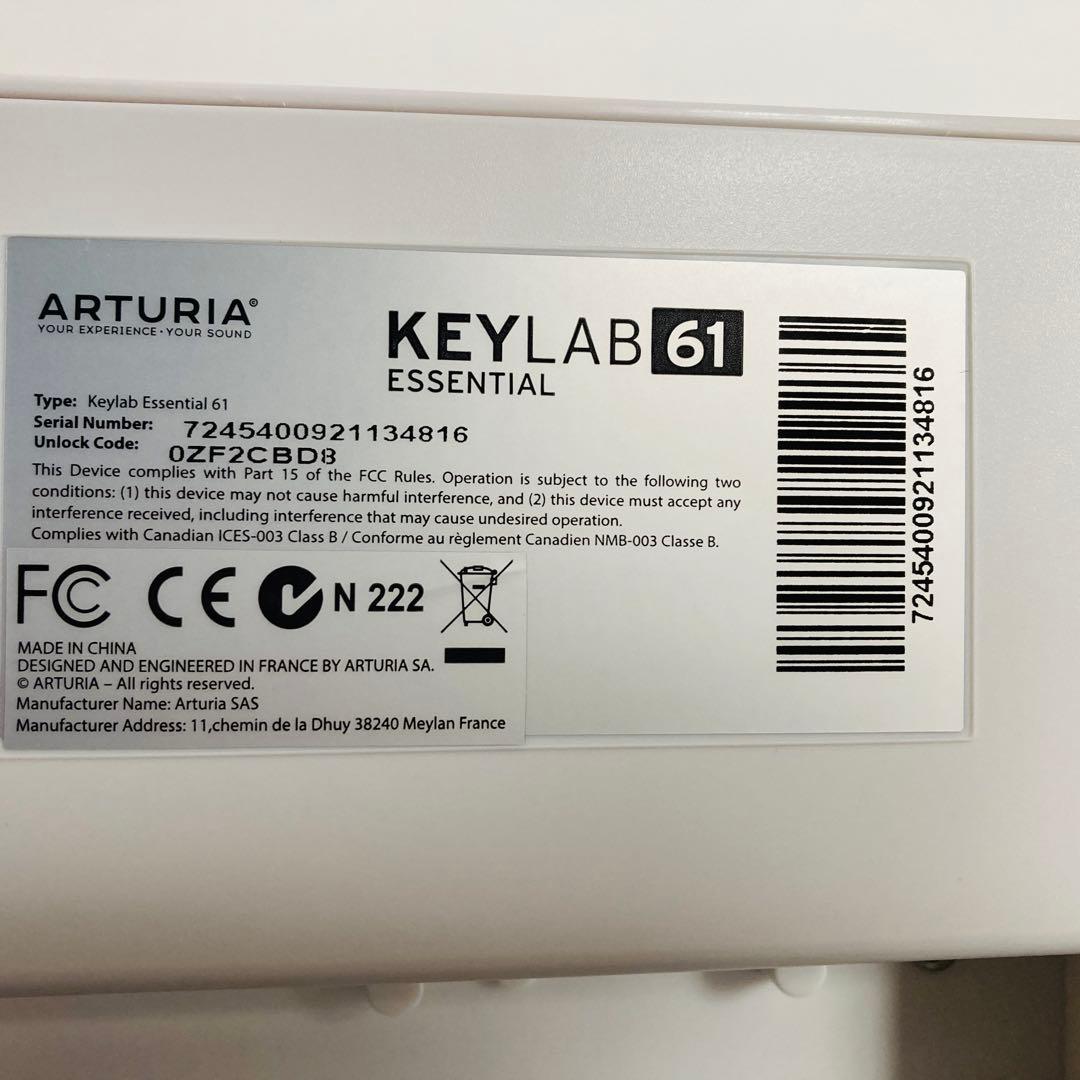 ARTURIA®
YOUR EXPERIENCE · YOUR SOUND
KEYLAB 61
ESSENTIAL
Type: Keylab Essential 61
Serial Number: 7245400921134816
Unlock Code: 0ZF2CBD8
This Device complies with Part 15 of the FCC Rules. Operation is subject to the following two
conditions: (1) this device may not cause harmful interference, and (2) this device must accept any
interference received, including interference that may cause undesired operation.
Complies with Canadian ICES-003 Class B / Conforme au règlement Canadien NMB-003 Classe B.
FC CE N 222
MADE IN CHINA
DESIGNED AND ENGINEERED IN FRANCE BY ARTURIA SA.
© ARTURIA – All rights reserved.
Manufacturer Name: Arturia SAS
Manufacturer Address: 11,chemin de la Dhuy 38240 Meylan France
7245400921134816